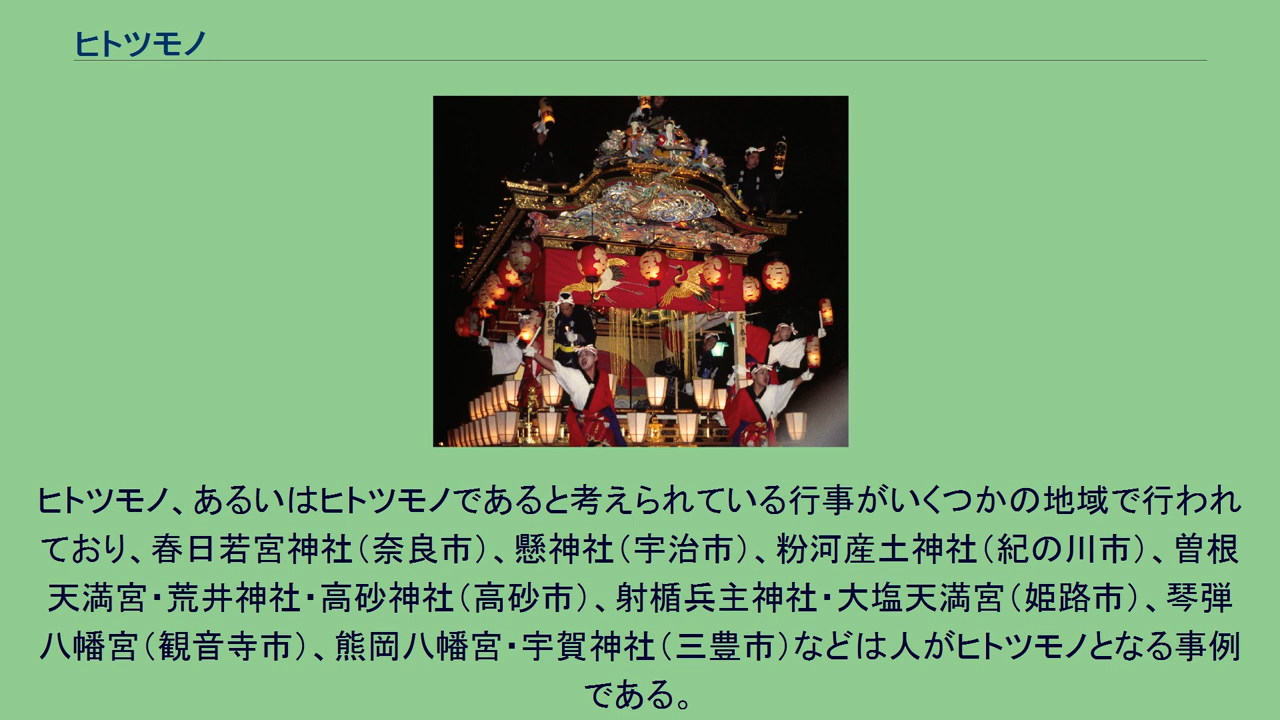 ヒトツモノ
ヒトツモノ、あるいはヒトツモノであると考えられている行事がいくつかの地域で行われ
ており、春日若宮神社（奈良市）、懸神社（宇治市）、粉河産土神社（紀の川市）、曽根
天満宮・荒井神社・高砂神社（高砂市）、射楯兵主神社・大塩天満宮（姫路市）、琴弾
八幡宮（観音寺市）、熊岡八幡宮・宇賀神社（三豊市）などは人がヒトツモノとなる事例
である。